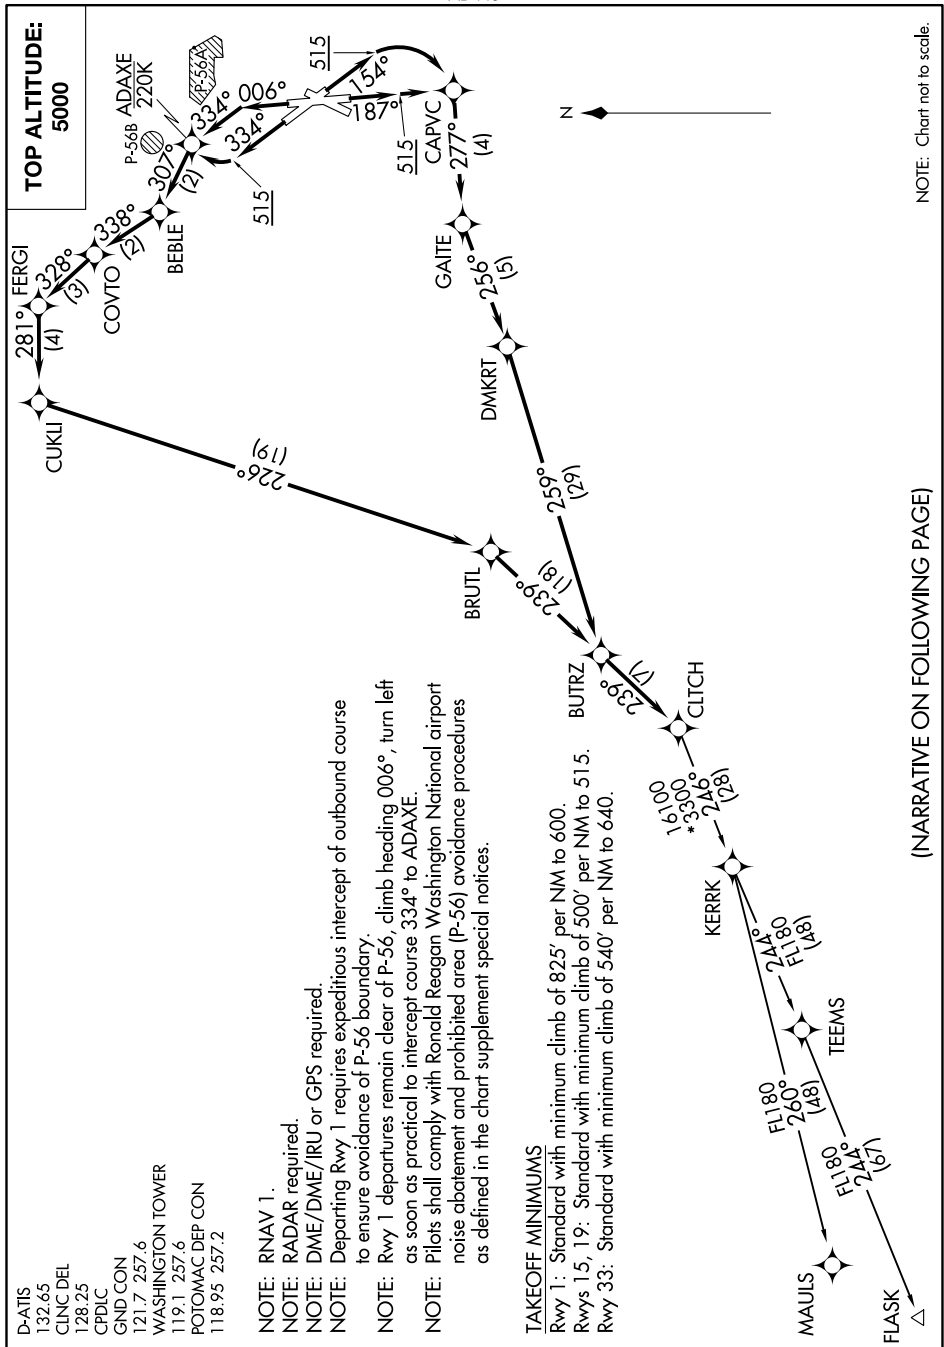 TOP ALTITUDE:
5000
D-ATIS
132.65
CLNC DEL
128.25
CPDLC
GND CON
121.7 257.6
WASHINGTON TOWER
119.1 257.6
POTOMAC DEP CON
118.95 257.2
NOTE: RNAV 1.
NOTE: RADAR required.
NOTE: DME/DME/IRU or GPS required.
NOTE: Departing Rwy 1 requires expeditious intercept of outbound course
to ensure avoidance of P-56 boundary.
NOTE: Rwy 1 departures remain clear of P-56, climb heading 006°, turn left
as soon as practical to intercept course 334° to ADAXE.
NOTE: Pilots shall comply with Ronald Reagan Washington National airport
noise abatement and prohibited area (P-56) avoidance procedures
as defined in the chart supplement special notices.
TAKEOFF MINIMUMS
Rwy 1: Standard with minimum climb of 825' per NM to 600.
Rwys 15, 19: Standard with minimum climb of 500' per NM to 515.
Rwy 33: Standard with minimum climb of 540' per NM to 640.
FERGI
281°
(4)
CUKLI
328°
(3)
COVTO
338°
(2)
BEBLE
307°
(2)
P-56B
ADAXE
220K
P-56A
334°
006°
334°
515
515
154°
187°
515
CAPVC
277°
(4)
GAITE
256°
(5)
DMKRT
259°
(29)
226°
(19)
BRUTL
239°
(18)
BUTRZ
239°
(7)
CLTCH
16100
*3300
246°
(28)
KERRK
244°
FL180
(48)
TEEMS
FL180
260°
(48)
MAULS
FL180
244°
(67)
FLASK
N
NOTE: Chart not to scale.
(NARRATIVE ON FOLLOWING PAGE)